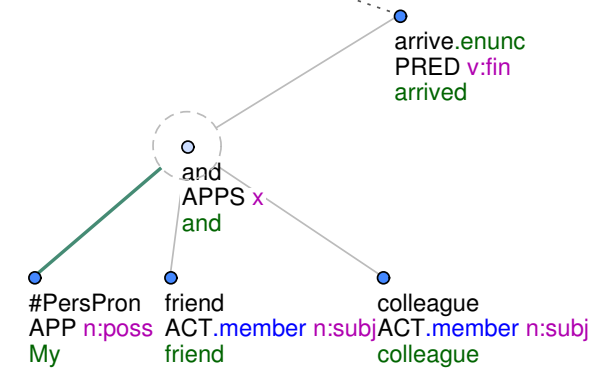 arrive.enunc
PRED v:fin
arrived
and
APPS x
and
#PersPron
APP n:poss
My
friend
ACT.member n:subj
friend
colleague
ACT.member n:subj
colleague